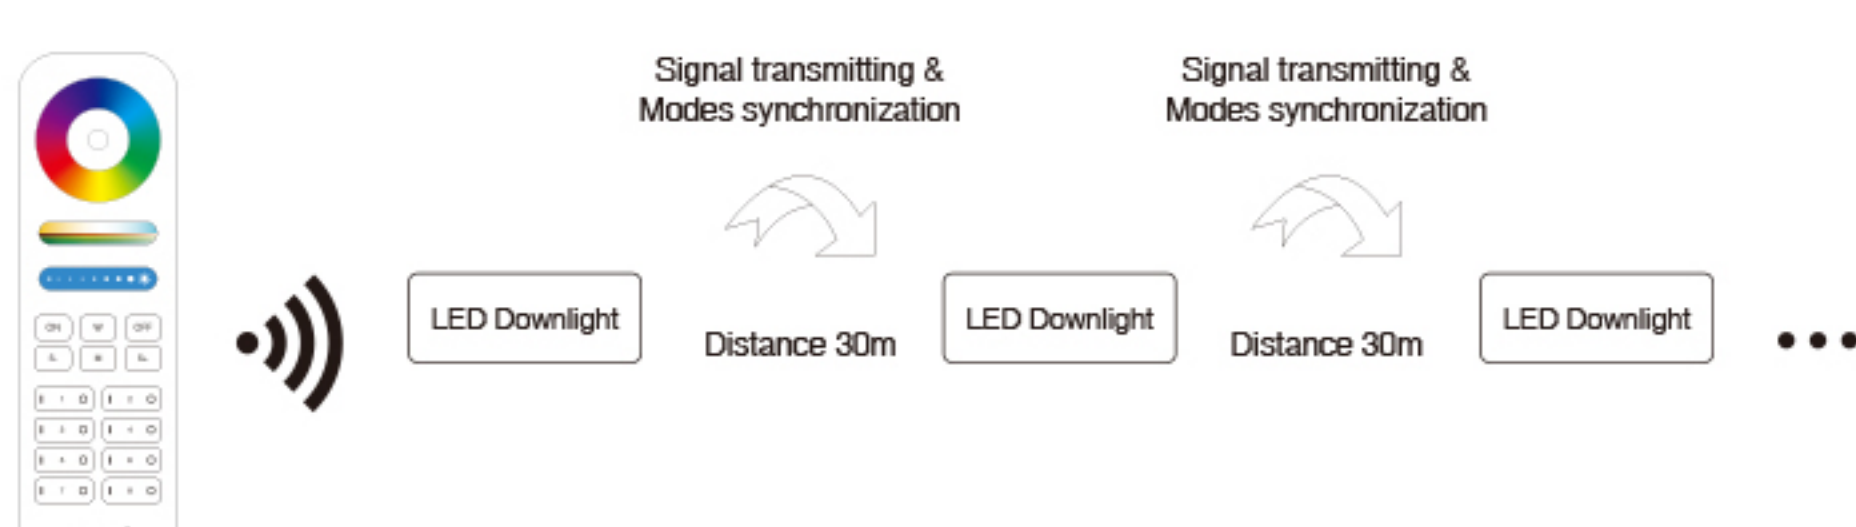 Signal transmitting &
Modes synchronization
Signal transmitting &
Modes synchronization
LED Downlight
Distance 30m
LED Downlight
Distance 30m
LED Downlight
ON
OFF